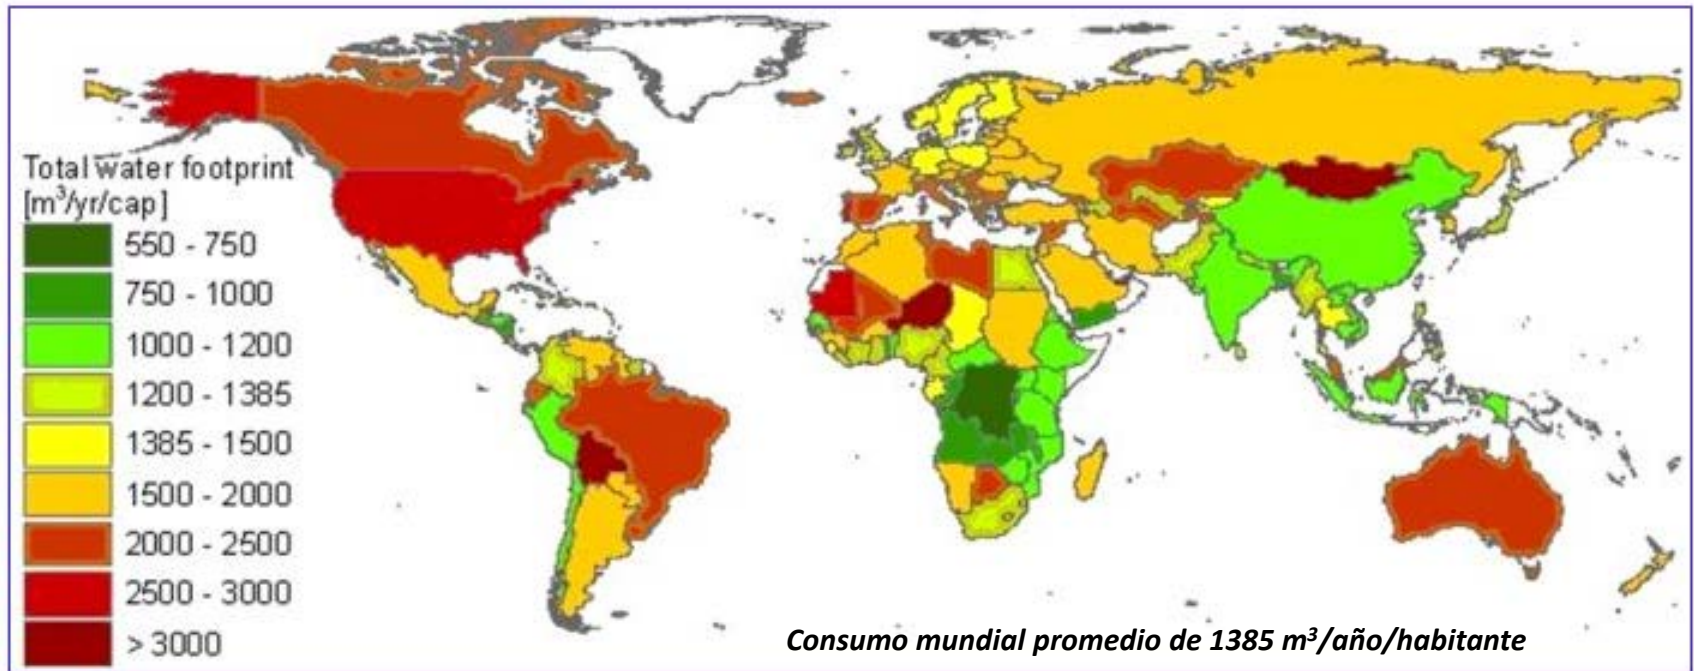 Total water footprint
[m³/yr/cap]
550 - 750
750 - 1000
1000 - 1200
1200 - 1385
1385 - 1500
1500 - 2000
2000 - 2500
2500 - 3000
> 3000
Consumo mundial promedio de 1385 m³/año/habitante